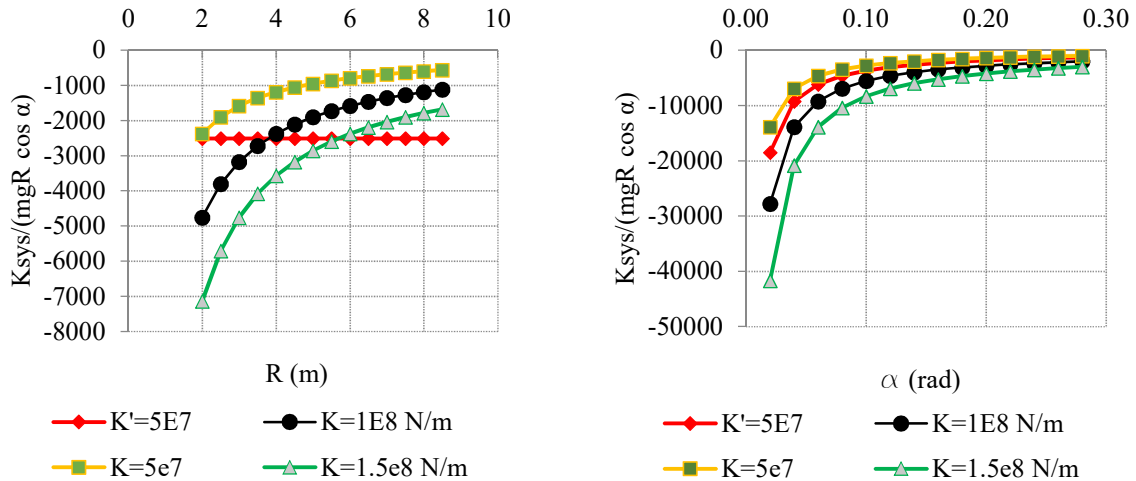 0 2 4 6 8 10
0
-1000
-2000
-3000
-4000
-5000
-6000
-7000
-8000
Ksys/(mgR cos α)
R (m)
K'=5E7 K=1E8 N/m
K=5e7 K=1.5e8 N/m
0.00 0.10 0.20 0.30
0
-10000
-20000
-30000
-40000
-50000
Ksys/(mgR cos α)
α (rad)
K'=5E7 K=1E8 N/m
K=5e7 K=1.5e8 N/m